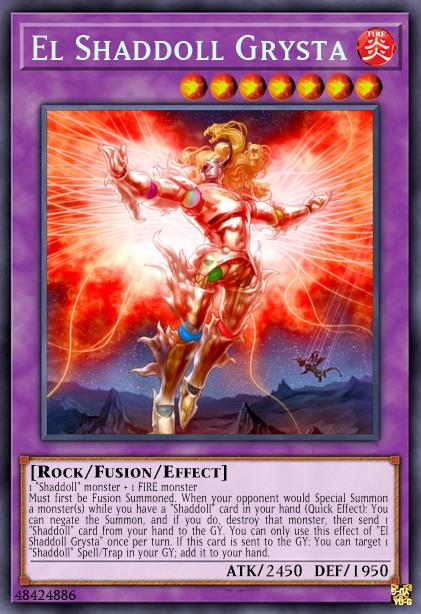 El Shaddoll Grysta
FIRE
炎
[Rock/Fusion/Effect]
1 "Shaddoll" monster + 1 FIRE monster
Must first be Fusion Summoned. When your opponent would Special Summon
a monster(s) while you have a "Shaddoll" card in your hand (Quick Effect): You
can negate the Summon, and if you do, destroy that monster, then send 1
"Shaddoll" card from your hand to the GY. You can only use this effect of "El
Shaddoll Grysta" once per turn. If this card is sent to the GY: You can target 1
"Shaddoll" Spell/Trap in your GY; add it to your hand.
ATK/2450 DEF/1950
48424886